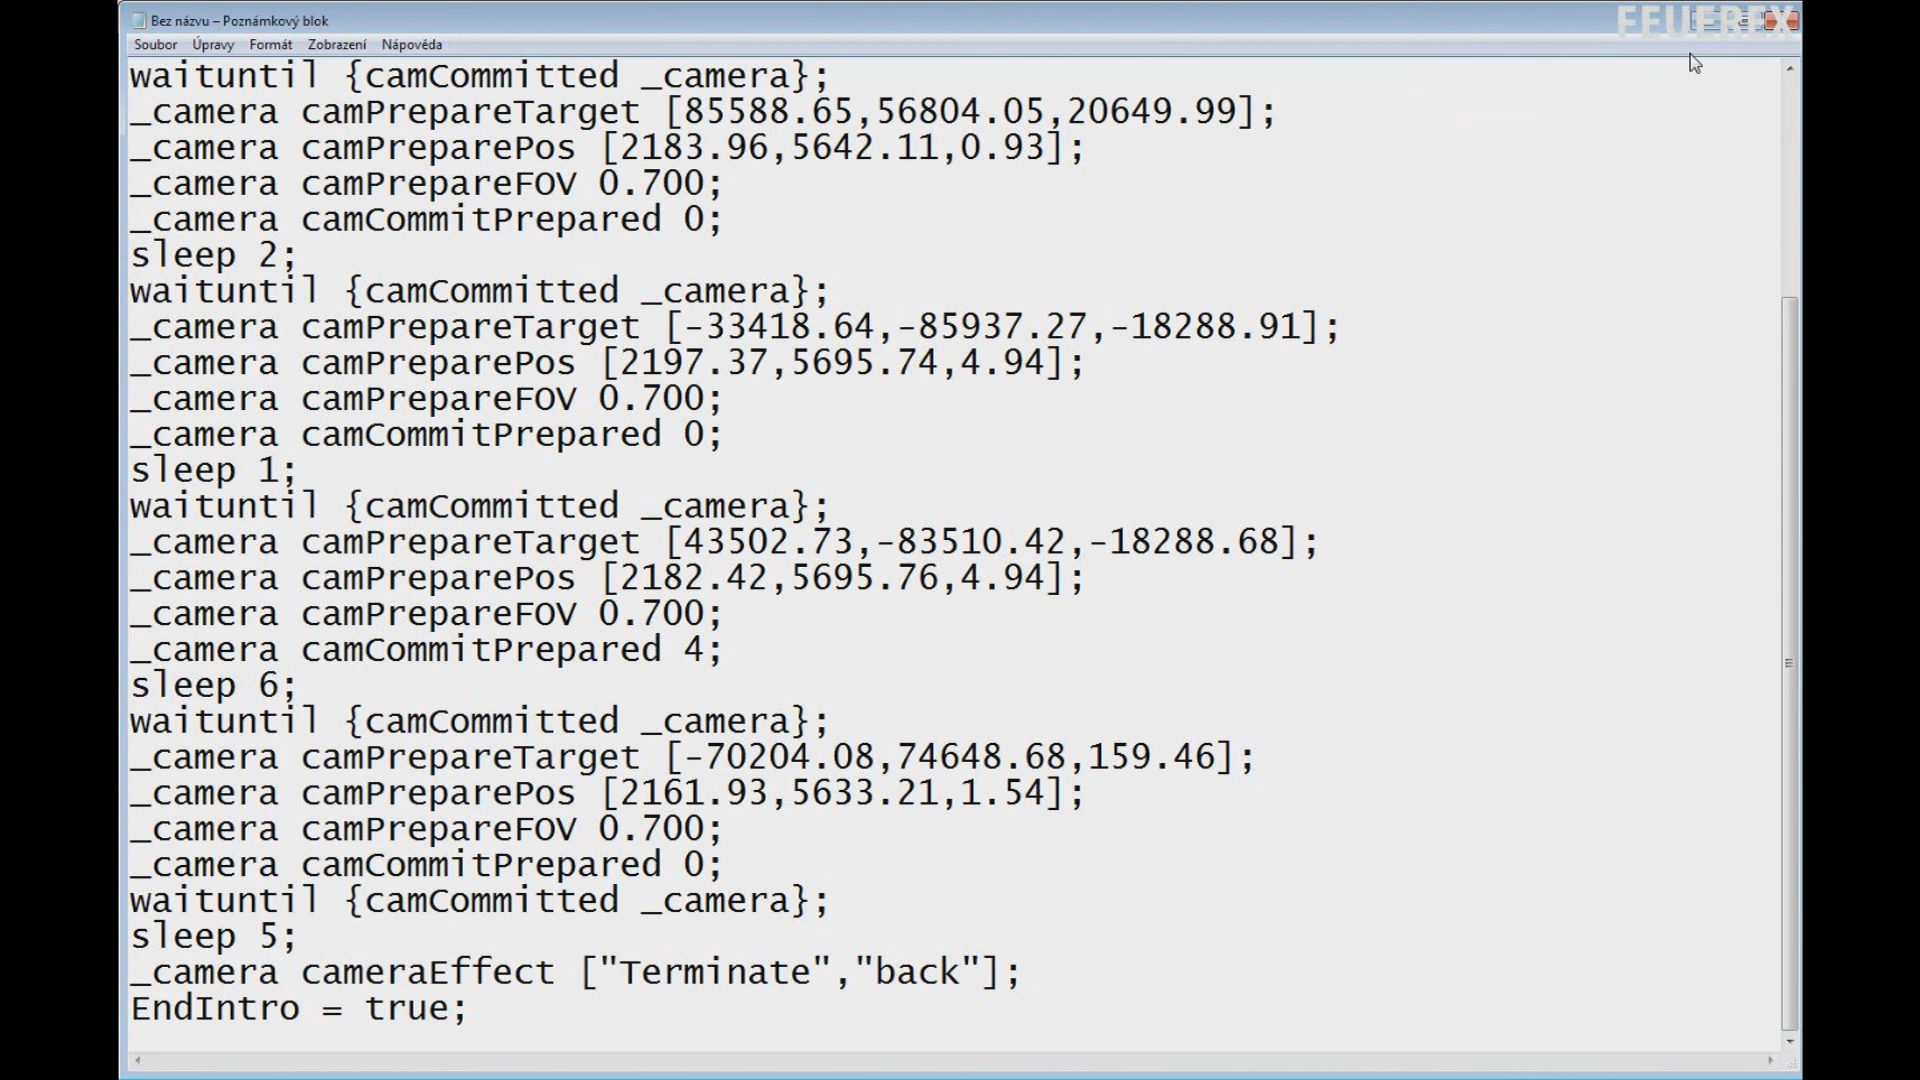 Bez názvu – Poznámkový blok
FEUEREX
Soubor Úpravy Formát Zobrazení Nápověda
waituntil {camCommitted _camera};
_camera camPrepareTarget [85588.65,56804.05,20649.99];
_camera camPreparePos [2183.96,5642.11,0.93];
_camera camPrepareFOV 0.700;
_camera camCommitPrepared 0;
sleep 2;
waituntil {camCommitted _camera};
_camera camPrepareTarget [-33418.64,-85937.27,-18288.91];
_camera camPreparePos [2197.37,5695.74,4.94];
_camera camPrepareFOV 0.700;
_camera camCommitPrepared 0;
sleep 1;
waituntil {camCommitted _camera};
_camera camPrepareTarget [43502.73,-83510.42,-18288.68];
_camera camPreparePos [2182.42,5695.76,4.94];
_camera camPrepareFOV 0.700;
_camera camCommitPrepared 4;
sleep 6;
waituntil {camCommitted _camera};
_camera camPrepareTarget [-70204.08,74648.68,159.46];
_camera camPreparePos [2161.93,5633.21,1.54];
_camera camPrepareFOV 0.700;
_camera camCommitPrepared 0;
waituntil {camCommitted _camera};
sleep 5;
_camera cameraEffect ["Terminate","back"];
EndIntro = true;